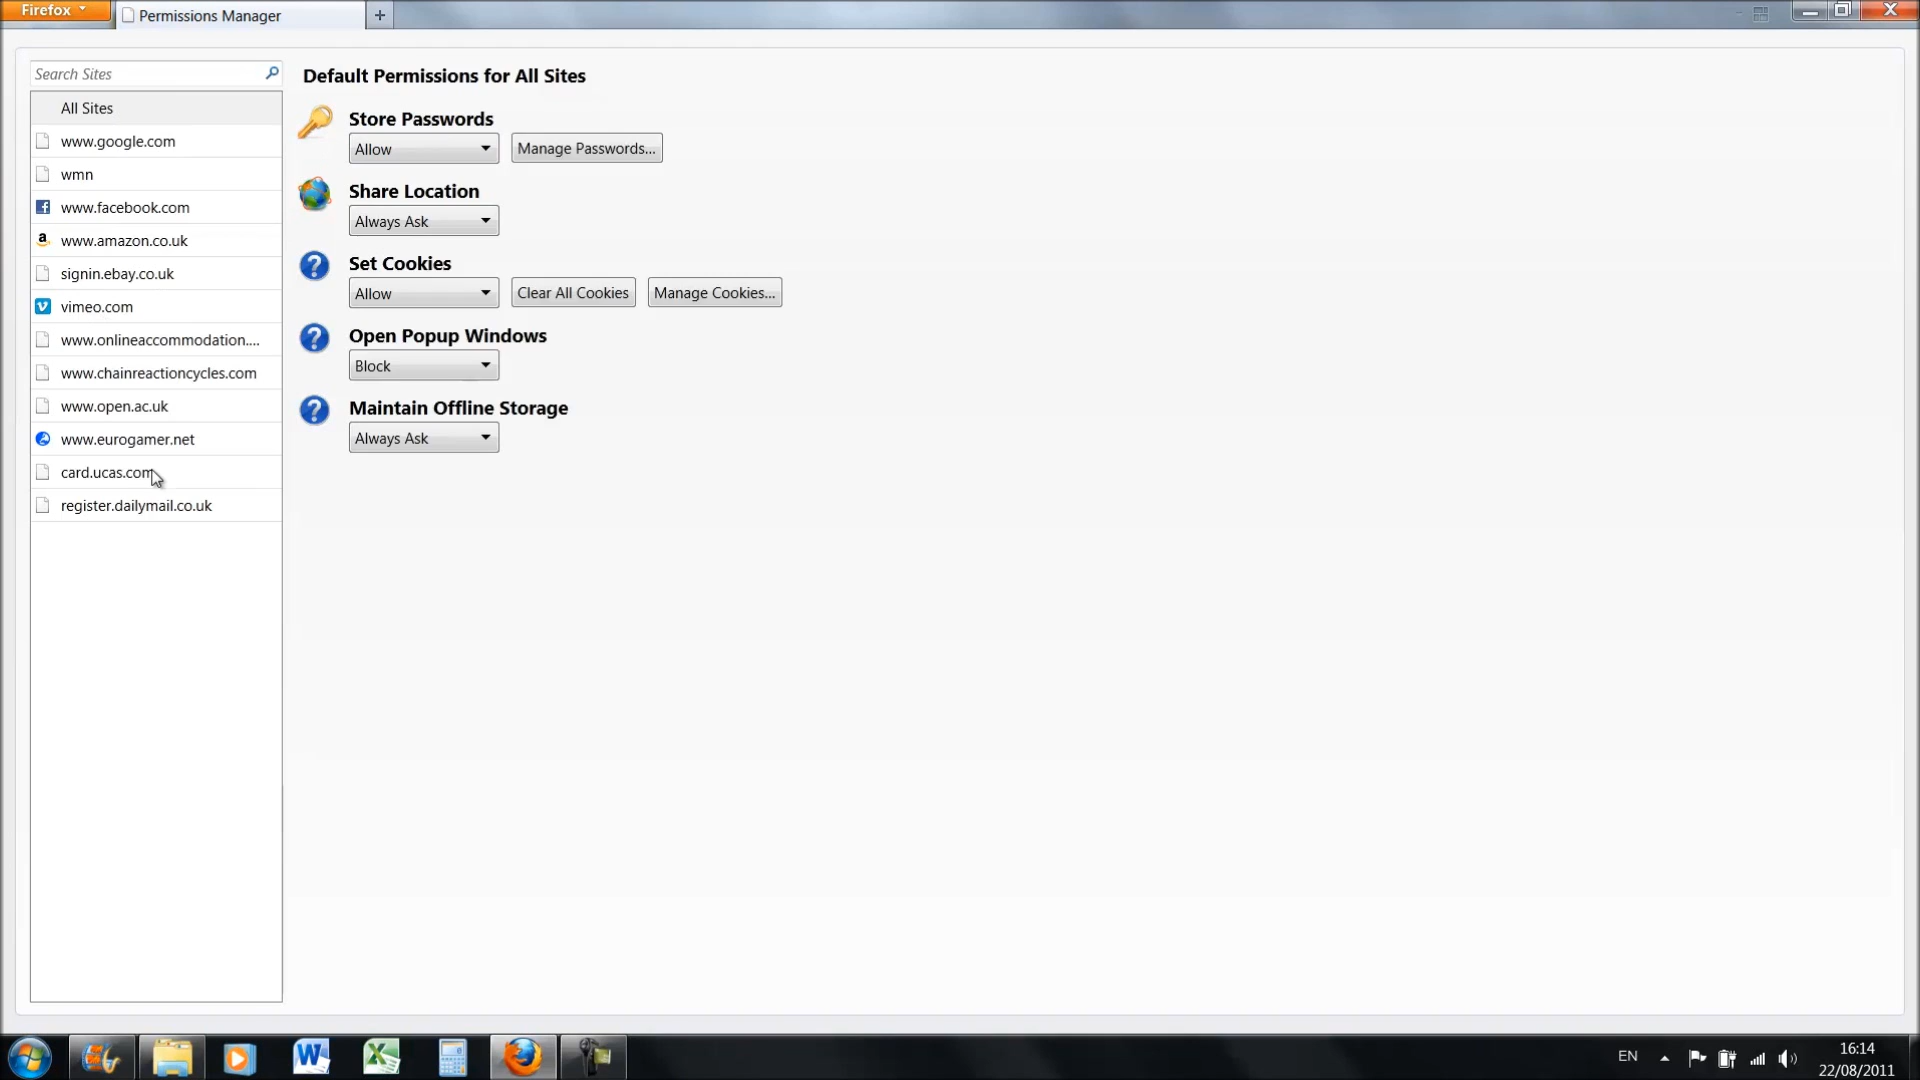 Firefox
Permissions Manager
Search Sites
All Sites
www.google.com
wmn
www.facebook.com
www.amazon.co.uk
signin.ebay.co.uk
vimeo.com
www.onlineaccommodation....
www.chainreactioncycles.com
www.open.ac.uk
www.eurogamer.net
card.ucas.com
register.dailymail.co.uk
Default Permissions for All Sites
Store Passwords
Allow Manage Passwords...
Share Location
Always Ask
Set Cookies
Allow Clear All Cookies Manage Cookies...
Open Popup Windows
Block
Maintain Offline Storage
Always Ask
EN
16:14
22/08/2011